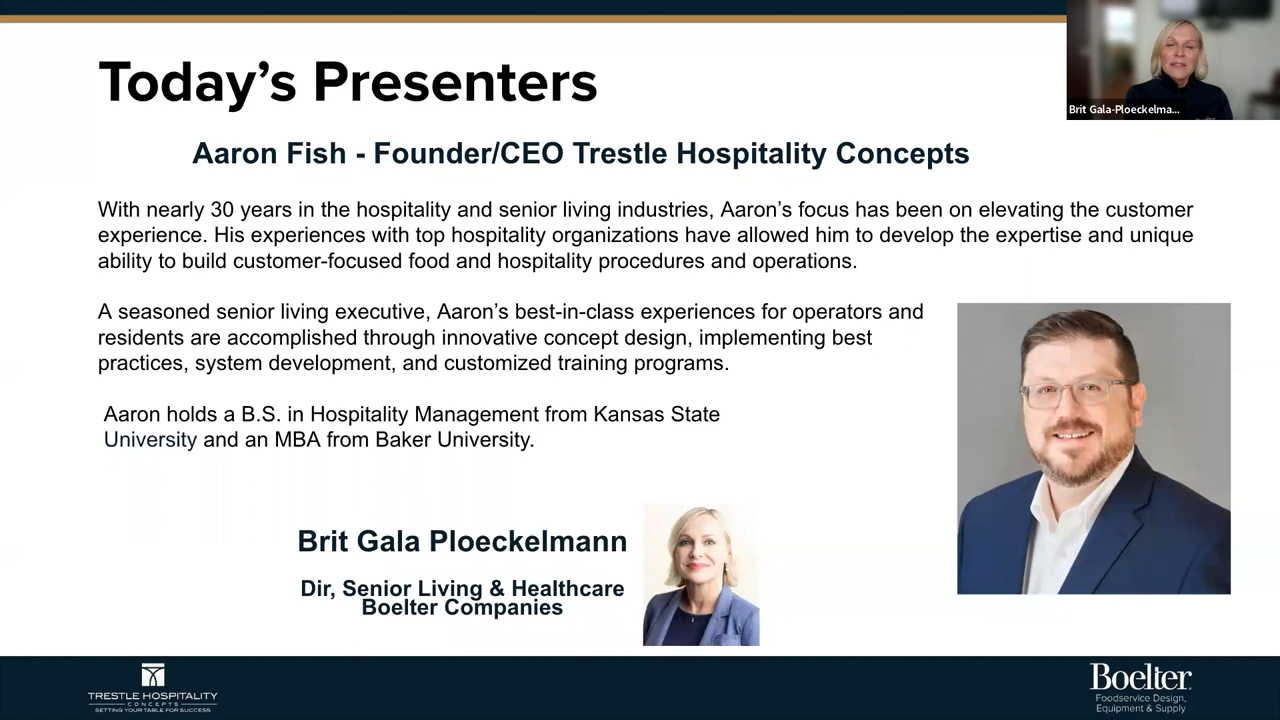 Today's Presenters
Brit Gala-Ploeckelma...
Aaron Fish - Founder/CEO Trestle Hospitality Concepts
With nearly 30 years in the hospitality and senior living industries, Aaron's focus has been on elevating the customer
experience. His experiences with top hospitality organizations have allowed him to develop the expertise and unique
ability to build customer-focused food and hospitality procedures and operations.
A seasoned senior living executive, Aaron's best-in-class experiences for operators and
residents are accomplished through innovative concept design, implementing best
practices, system development, and customized training programs.
Aaron holds a B.S. in Hospitality Management from Kansas State
University and an MBA from Baker University.
Brit Gala Ploeckelmann
Dir, Senior Living & Healthcare
Boelter Companies
TRESTLE HOSPITALITY
CONCEPTS
SETTING YOUR TABLE FOR SUCCESS
Boelter
Foodservice Design,
Equipment & Supply